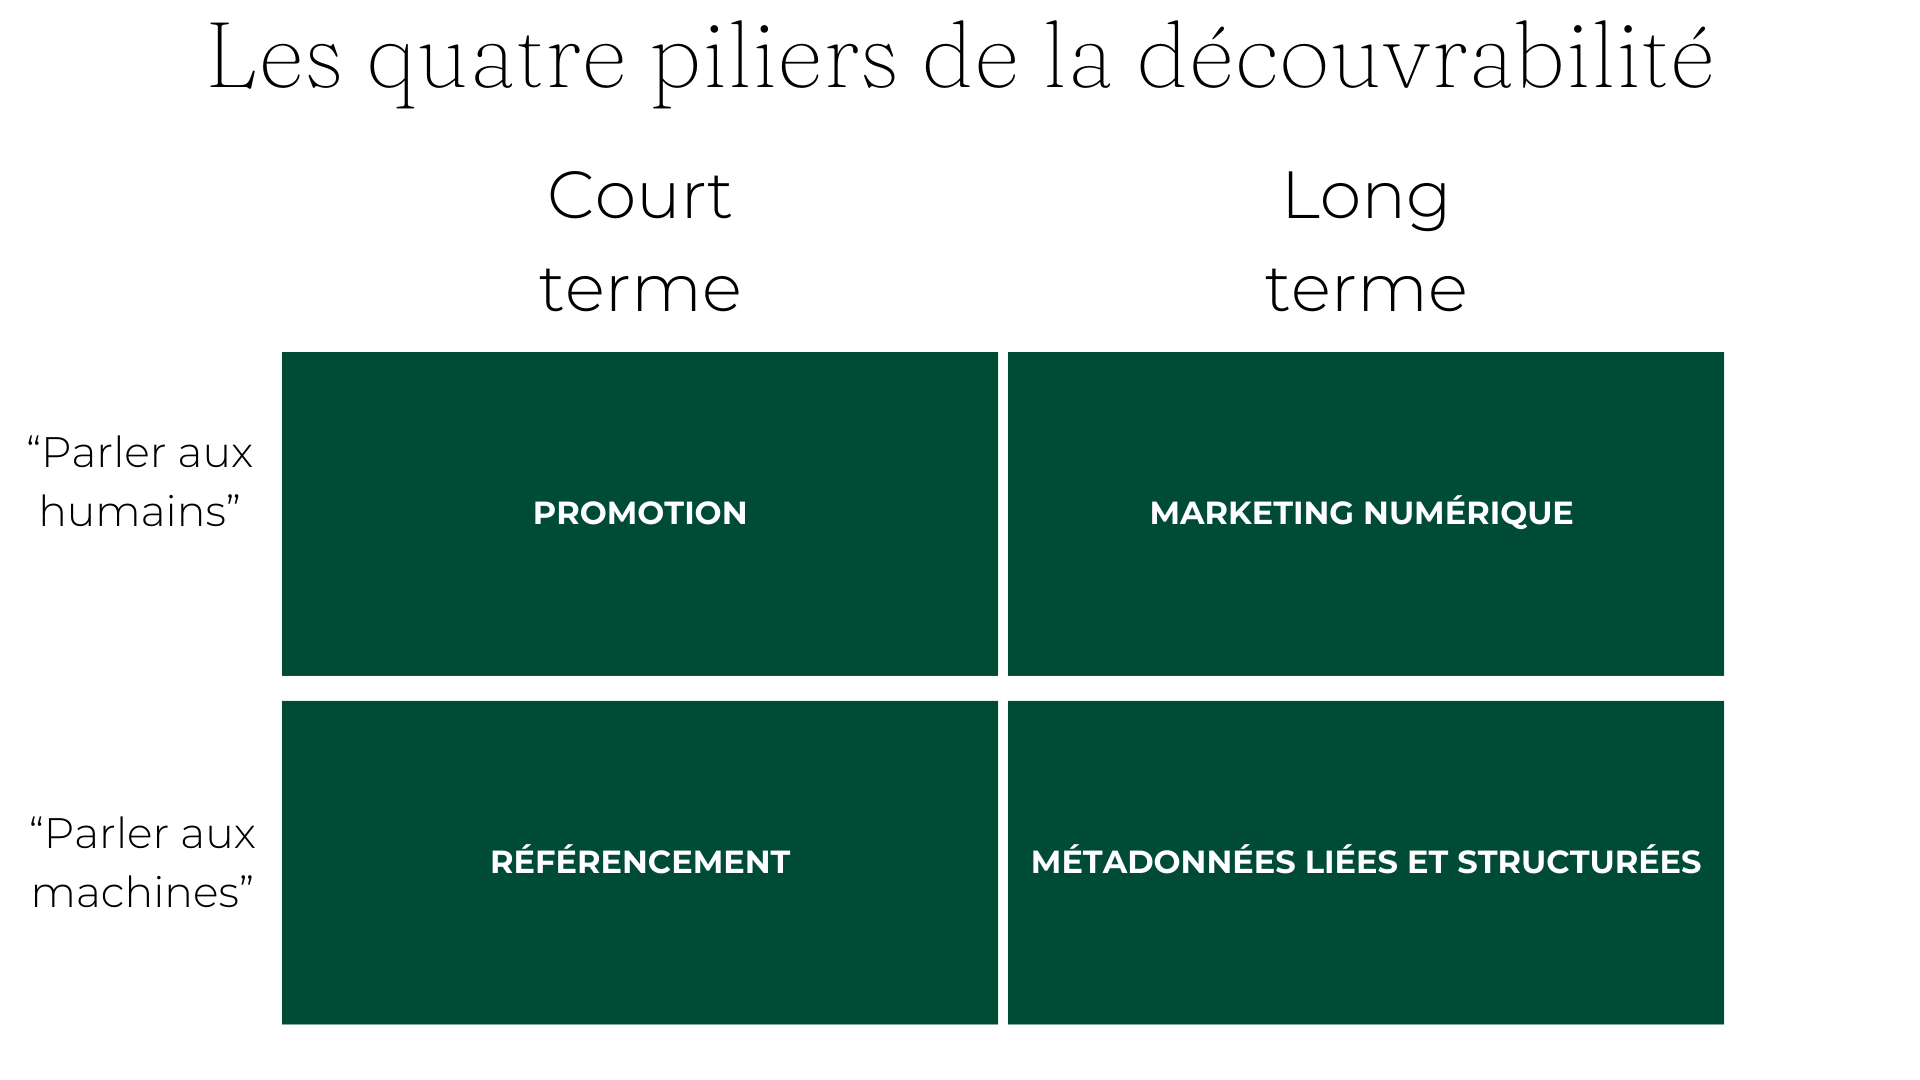 Les quatre piliers de la découvrabilité
Court
terme
Long
terme
“Parler aux
humains”
PROMOTION
MARKETING NUMÉRIQUE
“Parler aux
machines”
RÉFÉRENCEMENT
MÉTADONNÉES LIÉES ET STRUCTURÉES